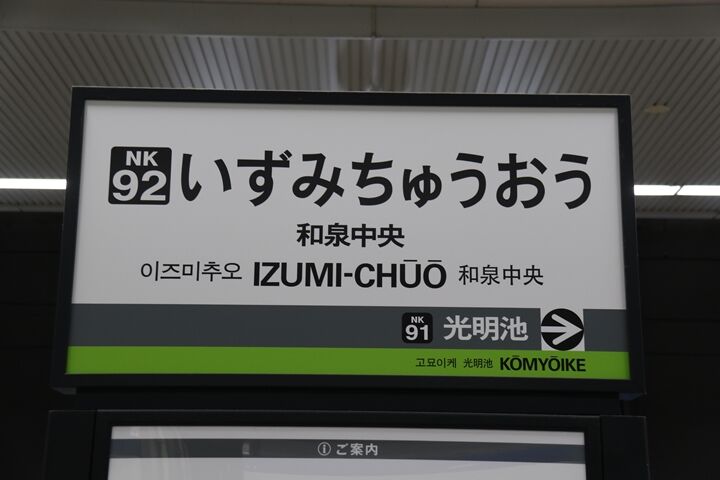 NK
92 いずみちゅうおう
和泉中央
이즈미추오 IZUMI-CHŪŌ 和泉中央
NK
91 光明池
고묘이케 光明池 KŌMYŌIKE
ⓘご案内